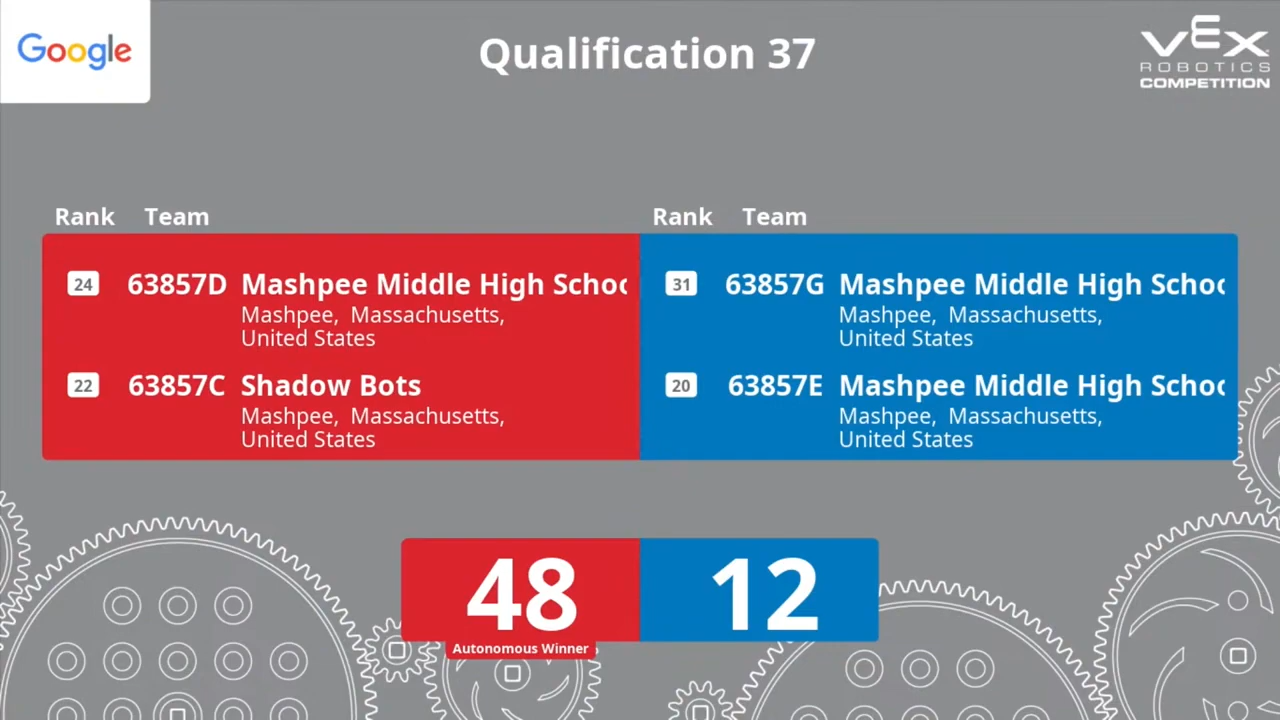 Google
Qualification 37
VEX
ROBOTICS
COMPETITION
Rank Team
Rank Team
24 63857D Mashpee Middle High Schoo
Mashpee, Massachusetts,
United States
22 63857C Shadow Bots
Mashpee, Massachusetts,
United States
31 63857G Mashpee Middle High Schoo
Mashpee, Massachusetts,
United States
20 63857E Mashpee Middle High Schoo
Mashpee, Massachusetts,
United States
48 12
Autonomous Winner